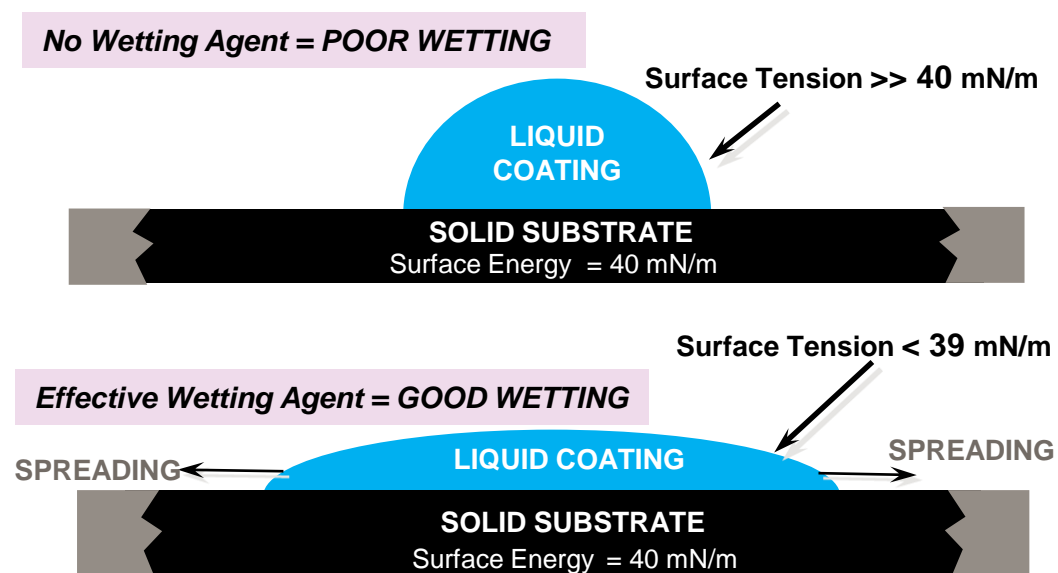 No Wetting Agent = POOR WETTING
Surface Tension >> 40 mN/m
LIQUID
COATING
SOLID SUBSTRATE
Surface Energy = 40 mN/m
Surface Tension < 39 mN/m
Effective Wetting Agent = GOOD WETTING
SPREADING
LIQUID COATING
SPREADING
SOLID SUBSTRATE
Surface Energy = 40 mN/m